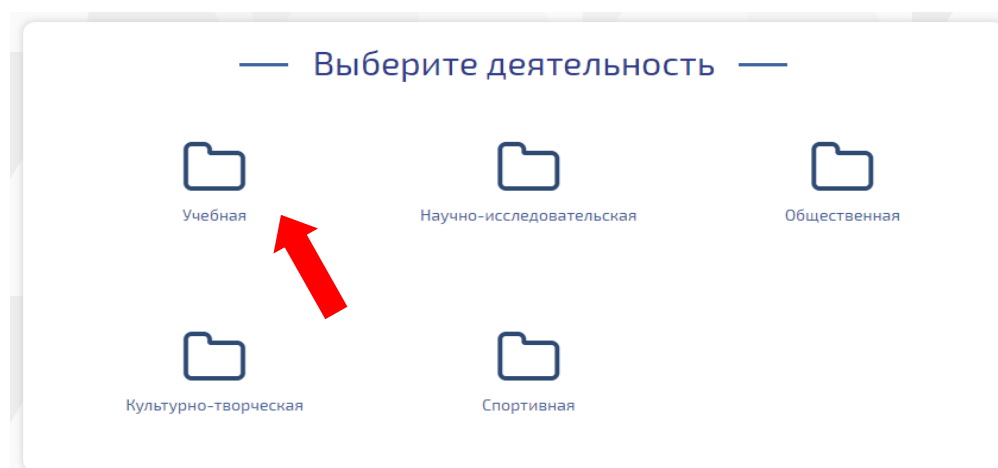 Выберите деятельность
Учебная
Научно-исследовательская
Общественная
Культурно-творческая
Спортивная